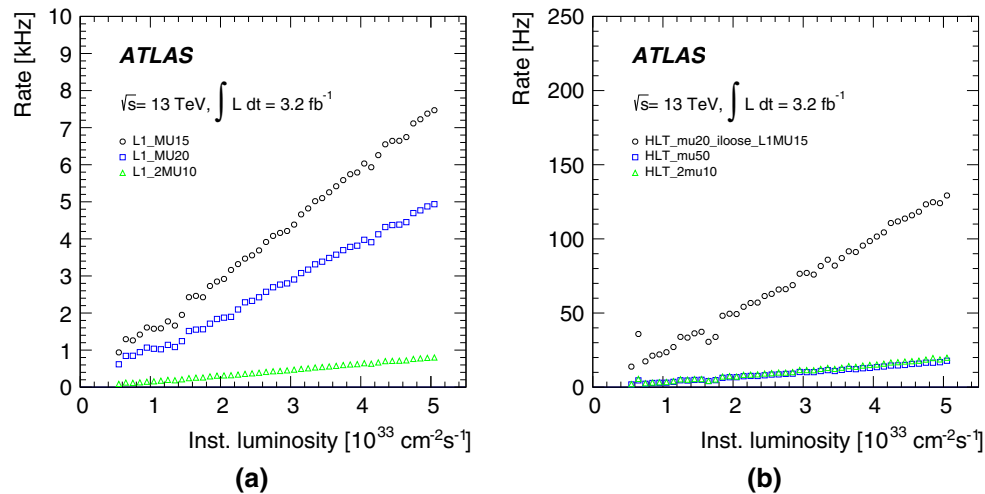 Rate [kHz]
10
9
8
7
6
5
4
3
2
1
0
ATLAS
√s= 13 TeV, ∫ L dt = 3.2 fb⁻¹
L1_MU15
L1_MU20
L1_2MU10
0 1 2 3 4 5
Inst. luminosity [10³³ cm⁻²s⁻¹]
(a)
Rate [Hz]
250
200
150
100
50
0
ATLAS
√s= 13 TeV, ∫ L dt = 3.2 fb⁻¹
HLT_mu20_iloose_L1MU15
HLT_mu50
HLT_2mu10
0 1 2 3 4 5
Inst. luminosity [10³³ cm⁻²s⁻¹]
(b)